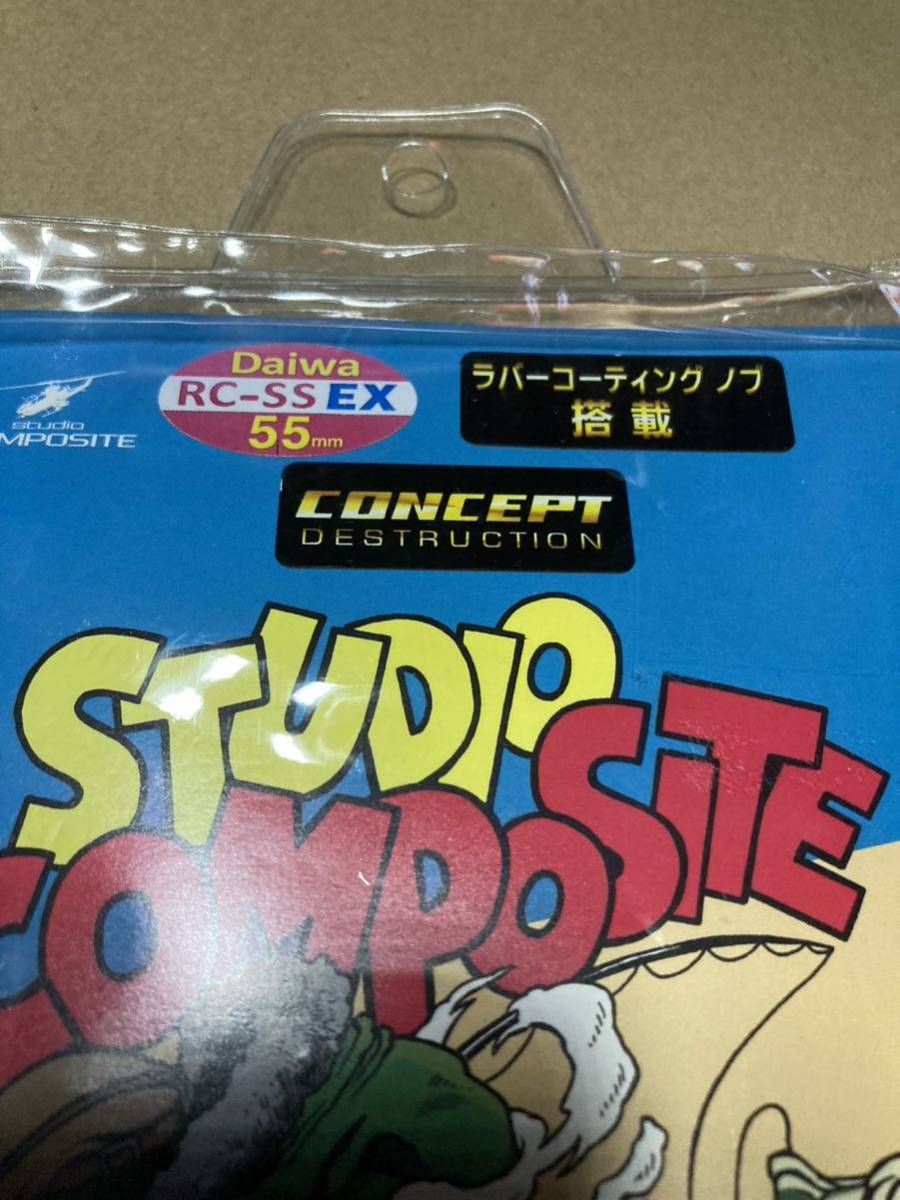 Daiwa
RC-SS EX
55mm
ラバーコーティング ノブ
搭載
studio
MPOSITE
CONCEPT
DESTRUCTION
STUDIO
COMPOSITE